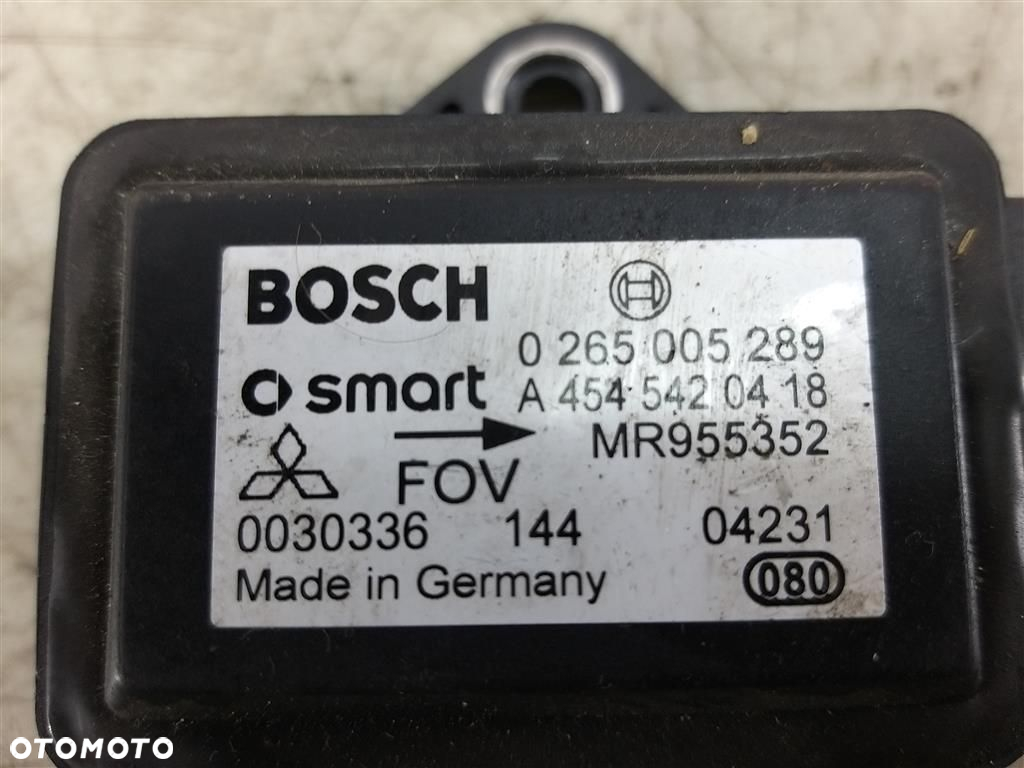 BOSCH
0 265 005 289
smart A 454 542 04 18
MR955352
FOV
0030336 144 04231
Made in Germany 080
OTOMOTO